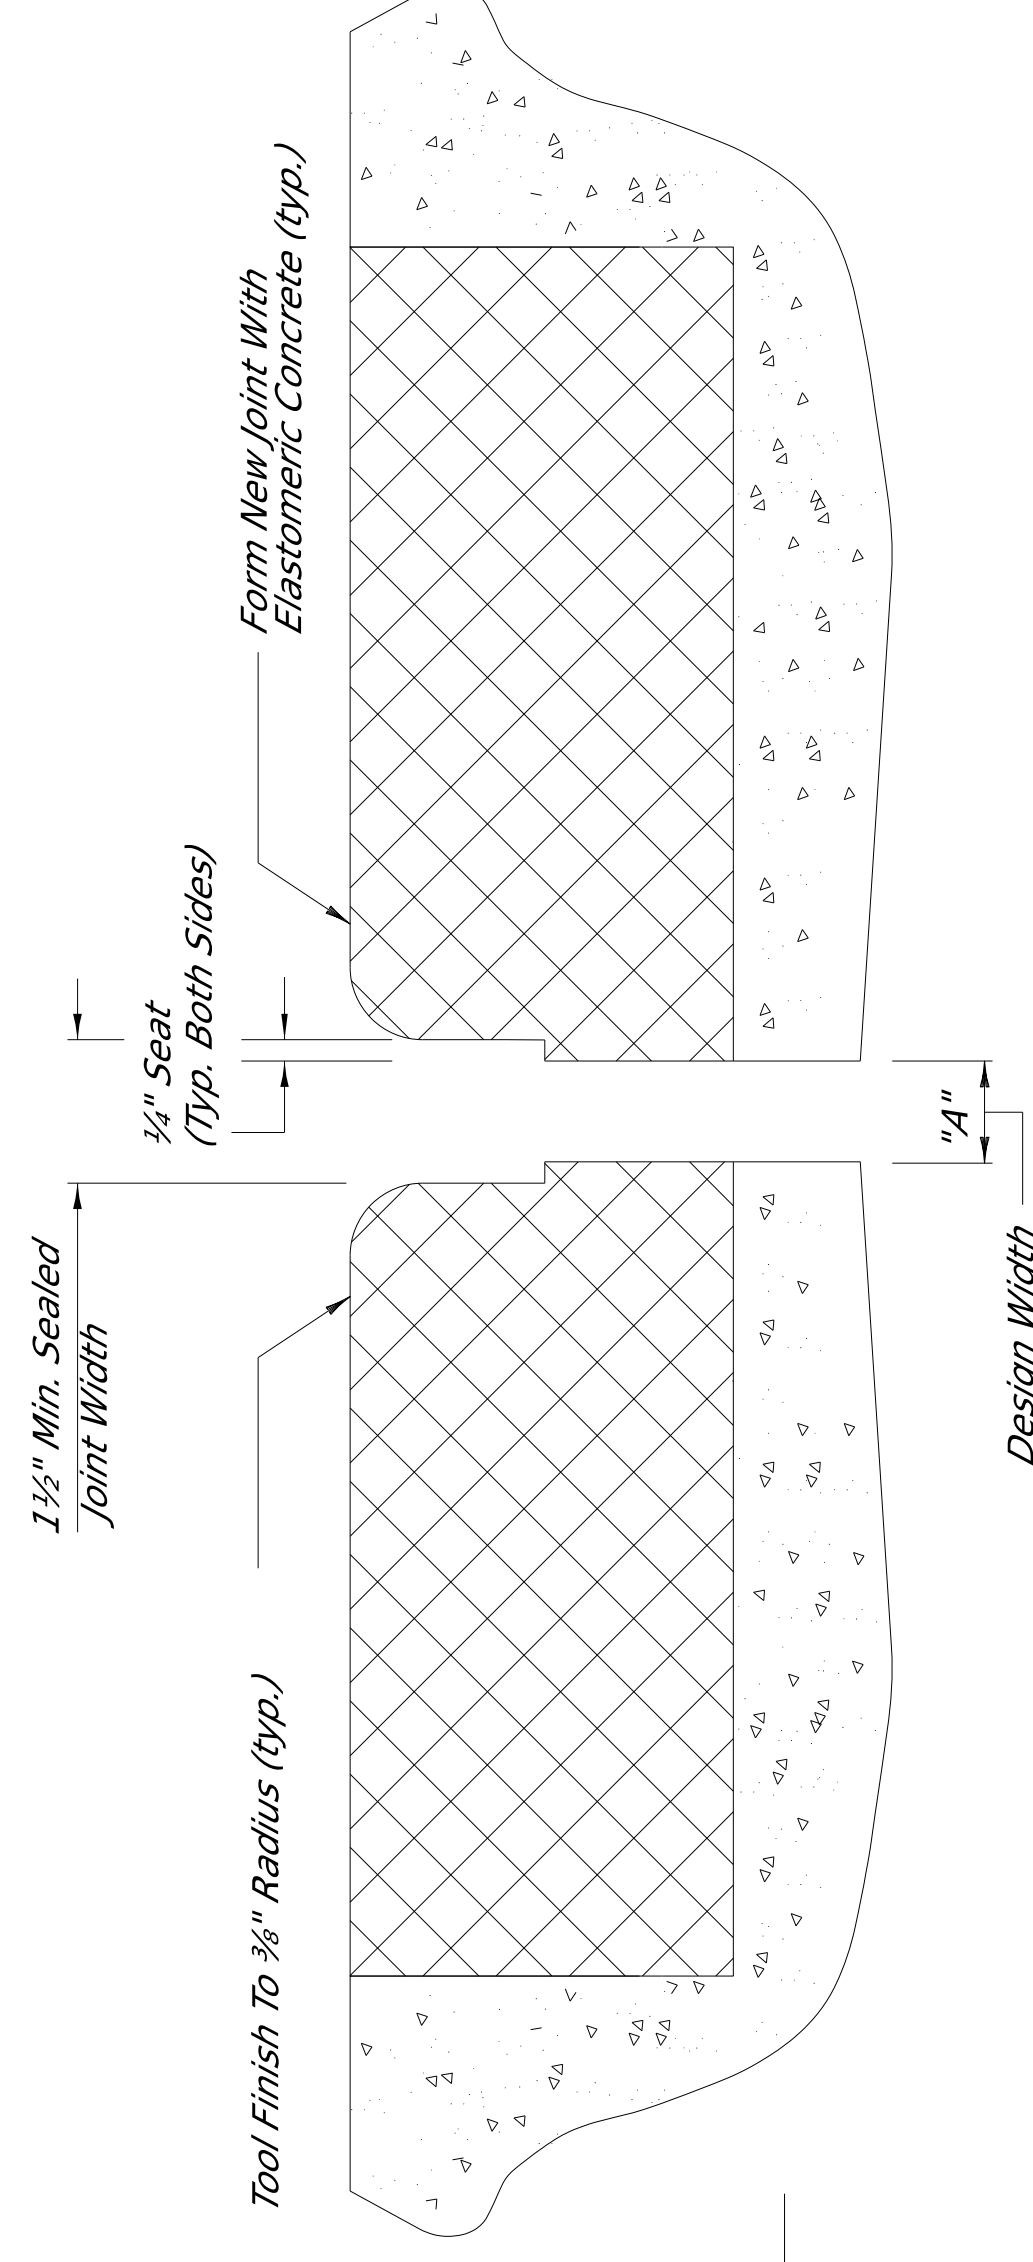 1½" Min. Sealed
Joint Width
¼" Seat
(Typ. Both Sides)
Form New Joint With
Elastomeric Concrete (typ.)
Tool Finish To ⅜" Radius (typ.)
"A"
Design Width